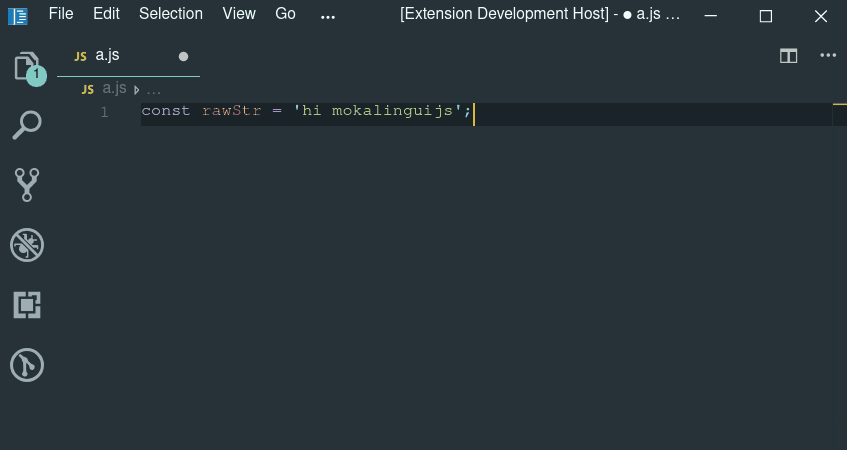 File Edit Selection View Go ... [Extension Development Host] - ● a.js ...
JS a.js ●
JS a.js ▷ ...
1
1 const rawStr = 'hi mokalinguijs';